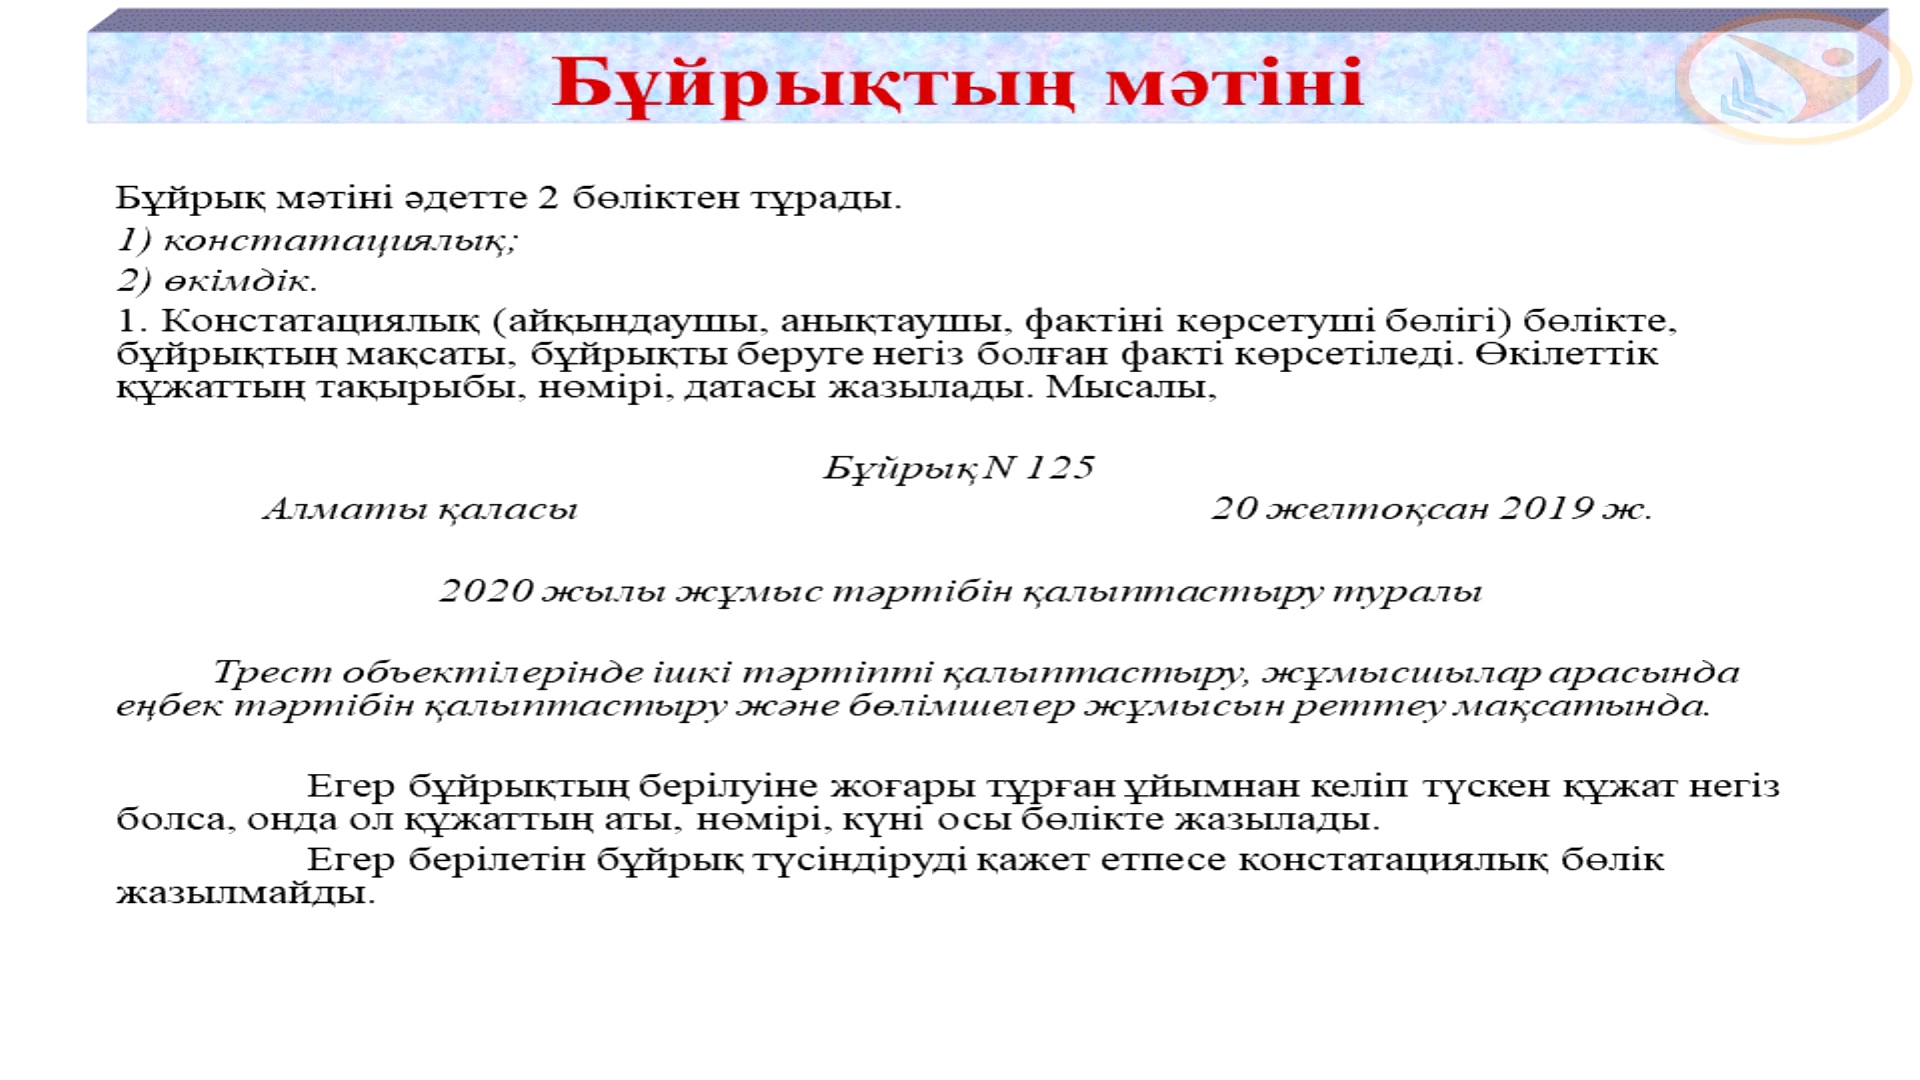 Бұйрықтың мәтіні
Бұйрық мәтіні әдетте 2 бөліктен тұрады.
1) констатациялық;
2) өкімдік.
1. Констатациялық (айқындаушы, анықтаушы, фактіні көрсетуші бөлігі) бөлікте,
бұйрықтың мақсаты, бұйрықты беруге негіз болған факті көрсетіледі. Өкілеттік
құжаттың тақырыбы, нөмірі, датасы жазылады. Мысалы,
Бұйрық N 125
Алматы қаласы 20 желтоқсан 2019 ж.
2020 жылы жұмыс тәртібін қалыптастыру туралы
Трест объектілерінде ішкі тәртіпті қалыптастыру, жұмысшылар арасында
еңбек тәртібін қалыптастыру және бөлімшелер жұмысын реттеу мақсатында.
Егер бұйрықтың берілуіне жоғары тұрған ұйымнан келіп түскен құжат негіз
болса, онда ол құжаттың аты, нөмірі, күні осы бөлікте жазылады.
Егер берілетін бұйрық түсіндіруді қажет етпесе констатациялық бөлік
жазылмайды.